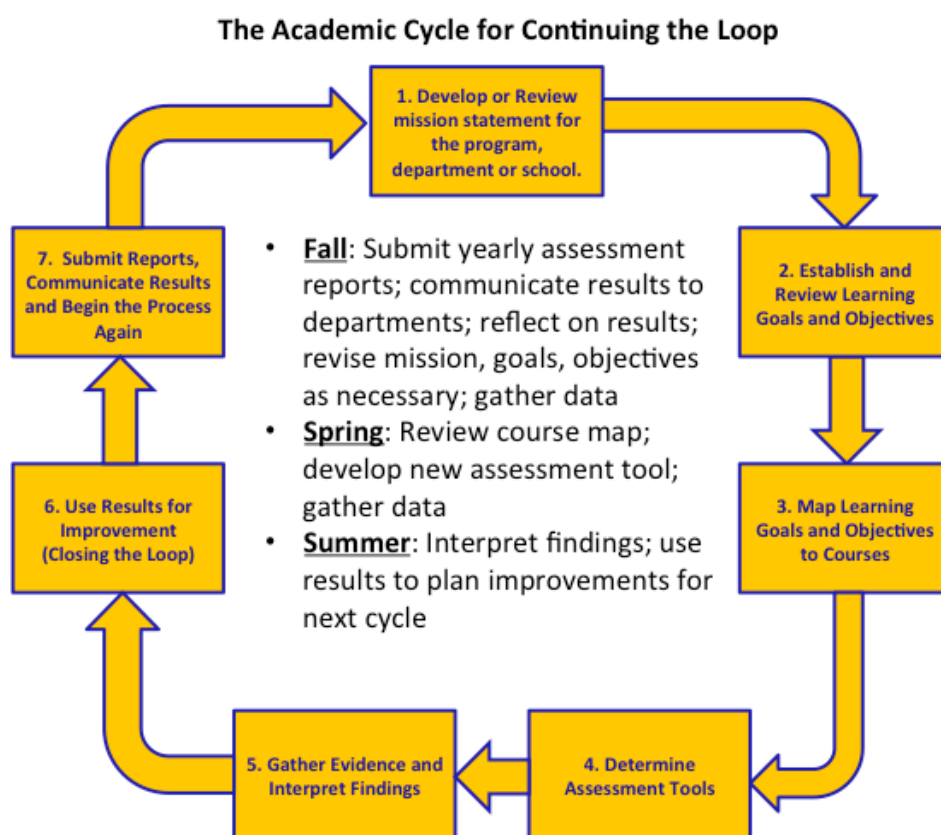 The Academic Cycle for Continuing the Loop
1. Develop or Review
mission statement for
the program,
department or school.
2. Establish and
Review Learning
Goals and Objectives
3. Map Learning
Goals and Objectives
to Courses
4. Determine
Assessment Tools
5. Gather Evidence and
Interpret Findings
6. Use Results for
Improvement
(Closing the Loop)
7. Submit Reports,
Communicate Results
and Begin the Process
Again
• Fall: Submit yearly assessment
reports; communicate results to
departments; reflect on results;
revise mission, goals, objectives
as necessary; gather data
• Spring: Review course map;
develop new assessment tool;
gather data
• Summer: Interpret findings; use
results to plan improvements for
next cycle